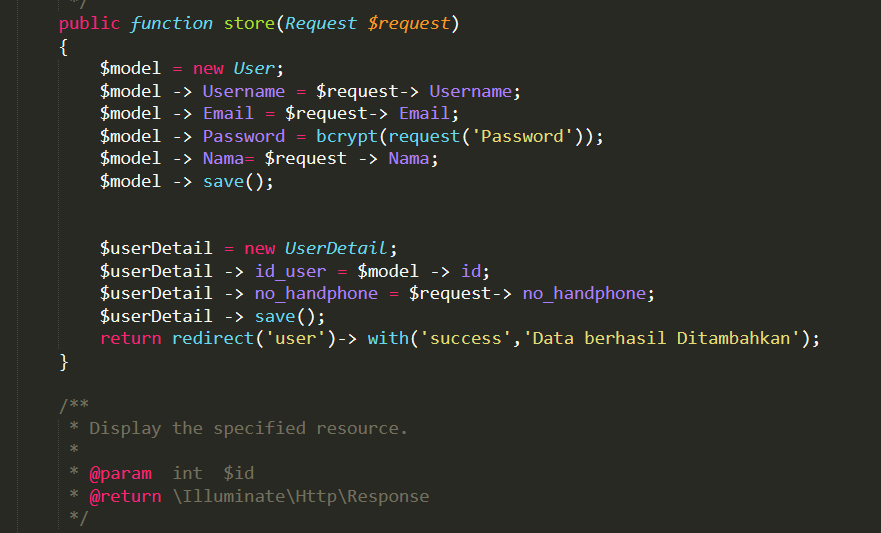 */
public function store(Request $request)
{
$model = new User;
$model -> Username = $request-> Username;
$model -> Email = $request-> Email;
$model -> Password = bcrypt(request('Password'));
$model -> Nama= $request -> Nama;
$model -> save();
$userDetail = new UserDetail;
$userDetail -> id_user = $model -> id;
$userDetail -> no_handphone = $request-> no_handphone;
$userDetail -> save();
return redirect('user')-> with('success','Data berhasil Ditambahkan');
}
/**
* Display the specified resource.
*
* @param  int  $id
* @return \Illuminate\Http\Response
*/